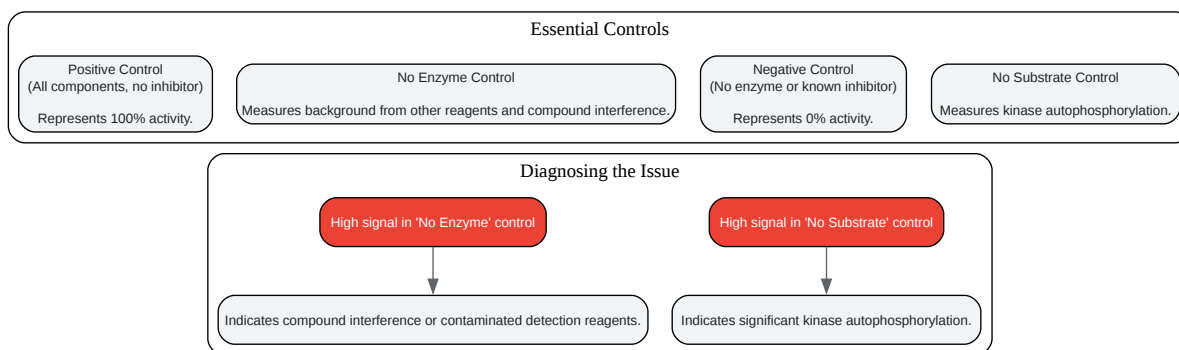 Essential Controls
Positive Control
(All components, no inhibitor)
Represents 100% activity.
No Enzyme Control
Measures background from other reagents and compound interference.
Negative Control
(No enzyme or known inhibitor)
Represents 0% activity.
No Substrate Control
Measures kinase autophosphorylation.
Diagnosing the Issue
High signal in 'No Enzyme' control
High signal in 'No Substrate' control
Indicates compound interference or contaminated detection reagents.
Indicates significant kinase autophosphorylation.